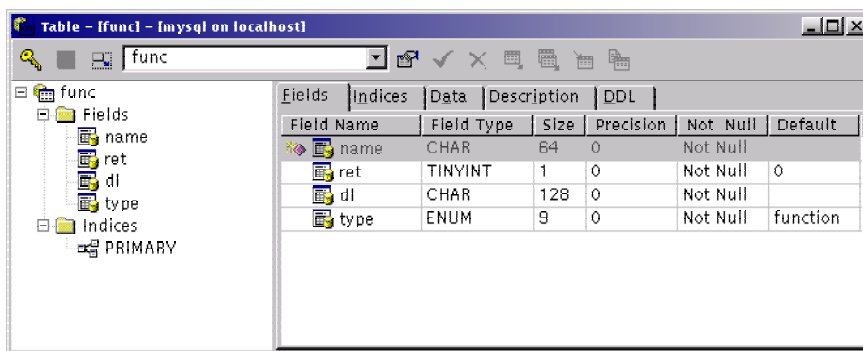 Table - [func] - [mysql on localhost]
func
func
Fields
name
ret
dl
type
Indices
PRIMARY
Fields Indices Data Description DDL
Field Name Field Type Size Precision Not Null Default
name CHAR 64 0 Not Null
ret TINYINT 1 0 Not Null 0
dl CHAR 128 0 Not Null
type ENUM 9 0 Not Null function